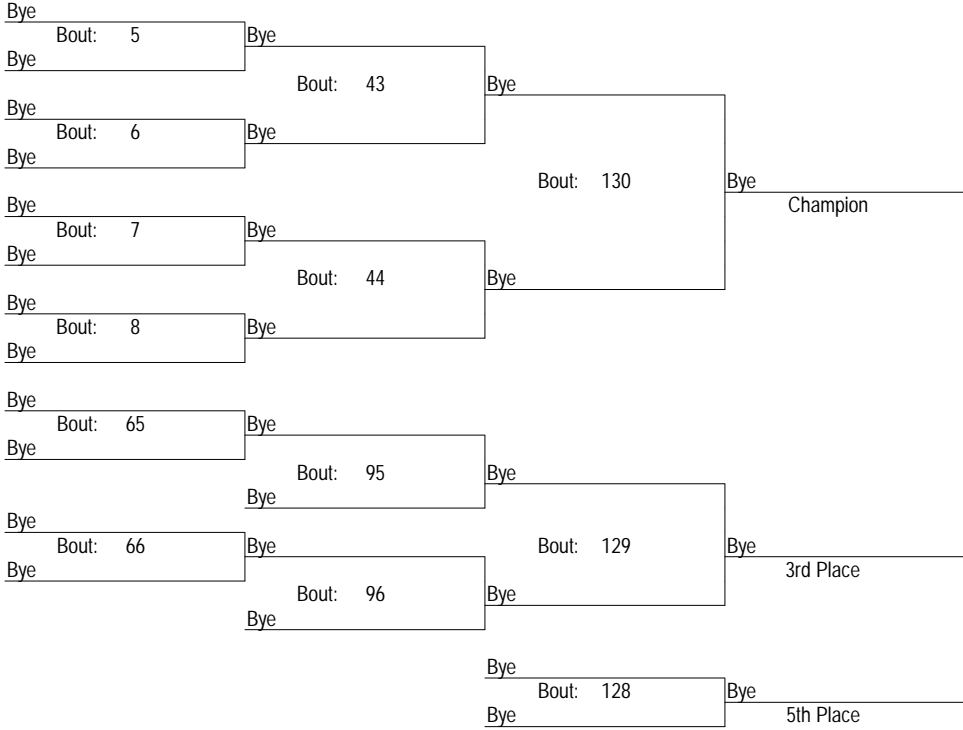 Bye
Bout: 5 Bye
Bye
Bout: 43 Bye
Bye
Bout: 6 Bye
Bye
Bout: 130 Bye
Champion
Bye
Bout: 7 Bye
Bye
Bout: 44 Bye
Bye
Bout: 8 Bye
Bye
Bye
Bout: 65 Bye
Bye
Bout: 95 Bye
Bye
Bye
Bout: 66 Bye Bout: 129 Bye
Bye 3rd Place
Bout: 96 Bye
Bye
Bye
Bout: 128 Bye
Bye 5th Place